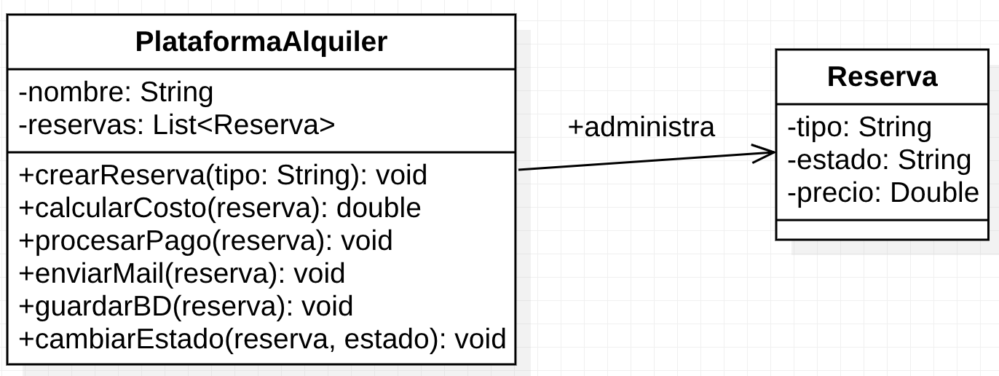 PlataformaAlquiler
-nombre: String
-reservas: List<Reserva>
+crearReserva(tipo: String): void
+calcularCosto(reserva): double
+procesarPago(reserva): void
+enviarMail(reserva): void
+guardarBD(reserva): void
+cambiarEstado(reserva, estado): void
+administra
Reserva
-tipo: String
-estado: String
-precio: Double